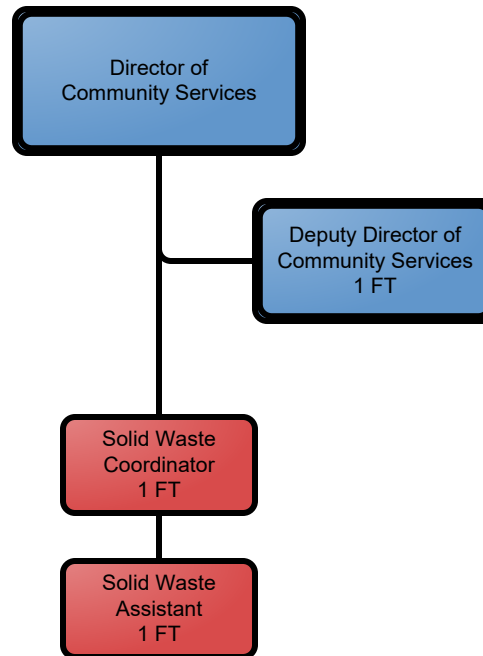 Director of
Community Services
Deputy Director of
Community Services
1 FT
Solid Waste
Coordinator
1 FT
Solid Waste
Assistant
1 FT